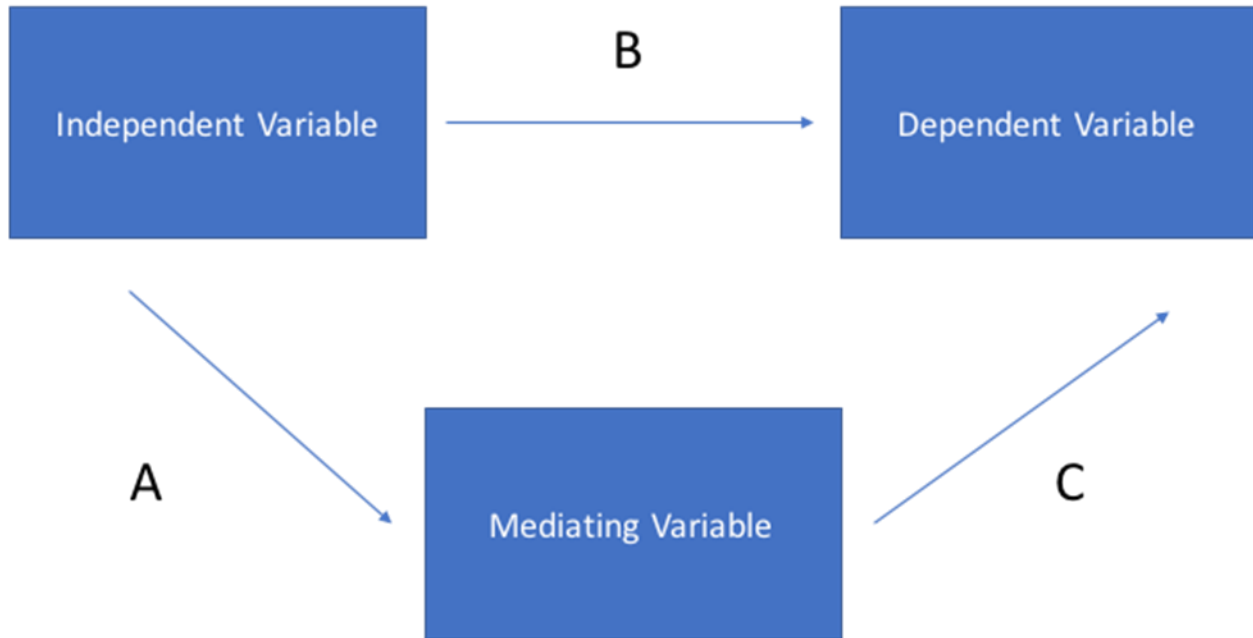 B
Independent Variable
Dependent Variable
A
C
Mediating Variable